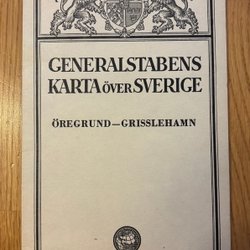 GENERALSTABENS
KARTA ÖVER SVERIGE
ÖREGRUND—GRISSLEHAMN